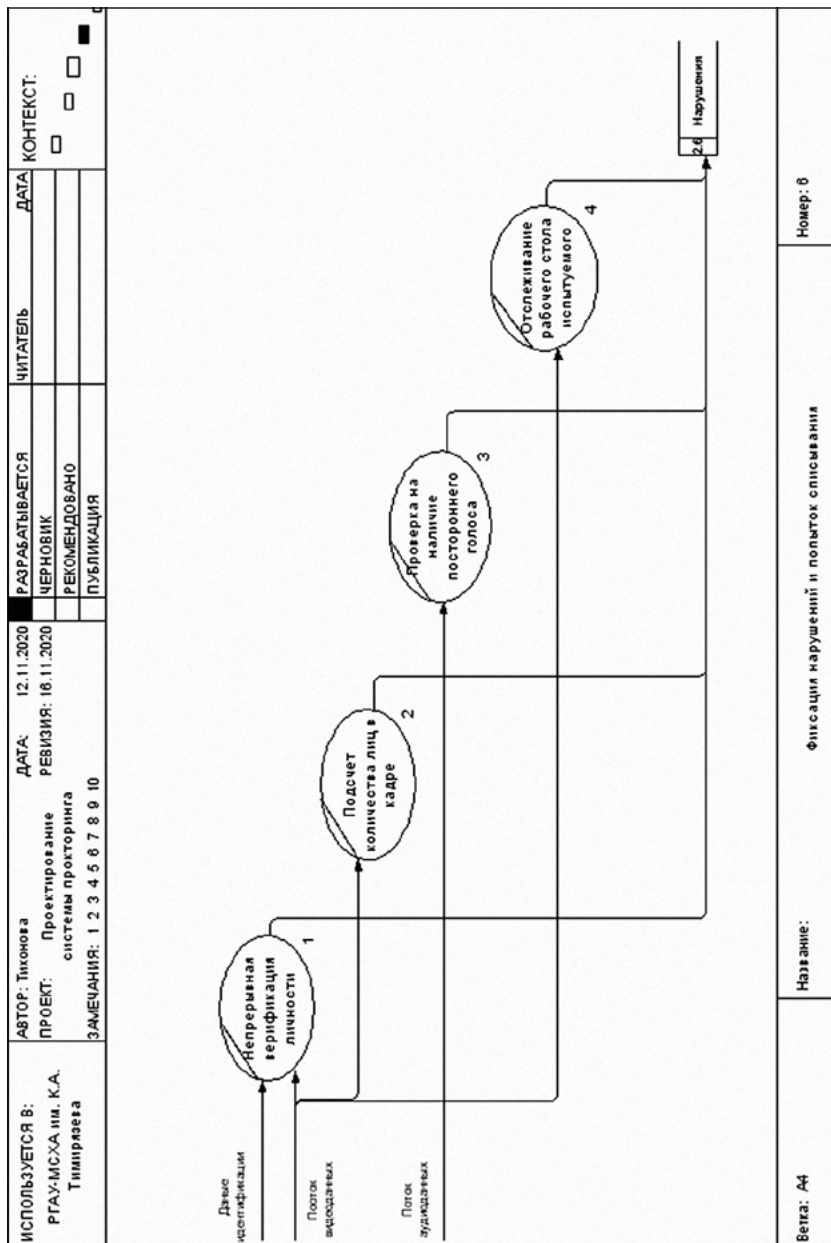 ИСПОЛЬЗУЕТСЯ В:
РГАУ-МСХА им. К.А.
Тимирязева
АВТОР: Тихонова
ДАТА: 12.11.2020
ПРОЕКТ: Проектирование
системы прокторинга
РЕВИЗИЯ: 16.11.2020
ЗАМЕЧАНИЯ: 1 2 3 4 5 6 7 8 9 10
РАЗРАБАТЫВАЕТСЯ
ЧЕРНОВИК
РЕКОМЕНДОВАНО
ПУБЛИКАЦИЯ
ЧИТАТЕЛЬ
ДАТА
КОНТЕКСТ:
Даные
идентификации
Пооток
видеоданных
Поток
аудиоданных
Непрерывная
верификация
личности
1
Подсчет
количества лиц в
кадре
2
Проверка на
наличие
постороннего
голоса
3
Отслеживание
рабочего стола
испытуемого
4
2.6 Нарушения
Ветка: A4
Название:
Фиксация нарушений и попыток списывания
Номер: 6